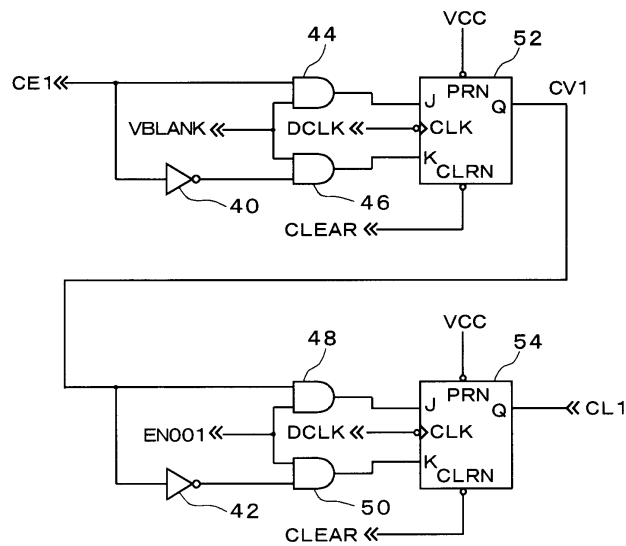 VCC
44
52
CE1
CV1
J PRN Q
VBLANK
DCLK
CLK
K
CLRN
40
46
CLEAR
VCC
48
54
J PRN Q
CL1
EN001
DCLK
CLK
K
CLRN
42
50
CLEAR